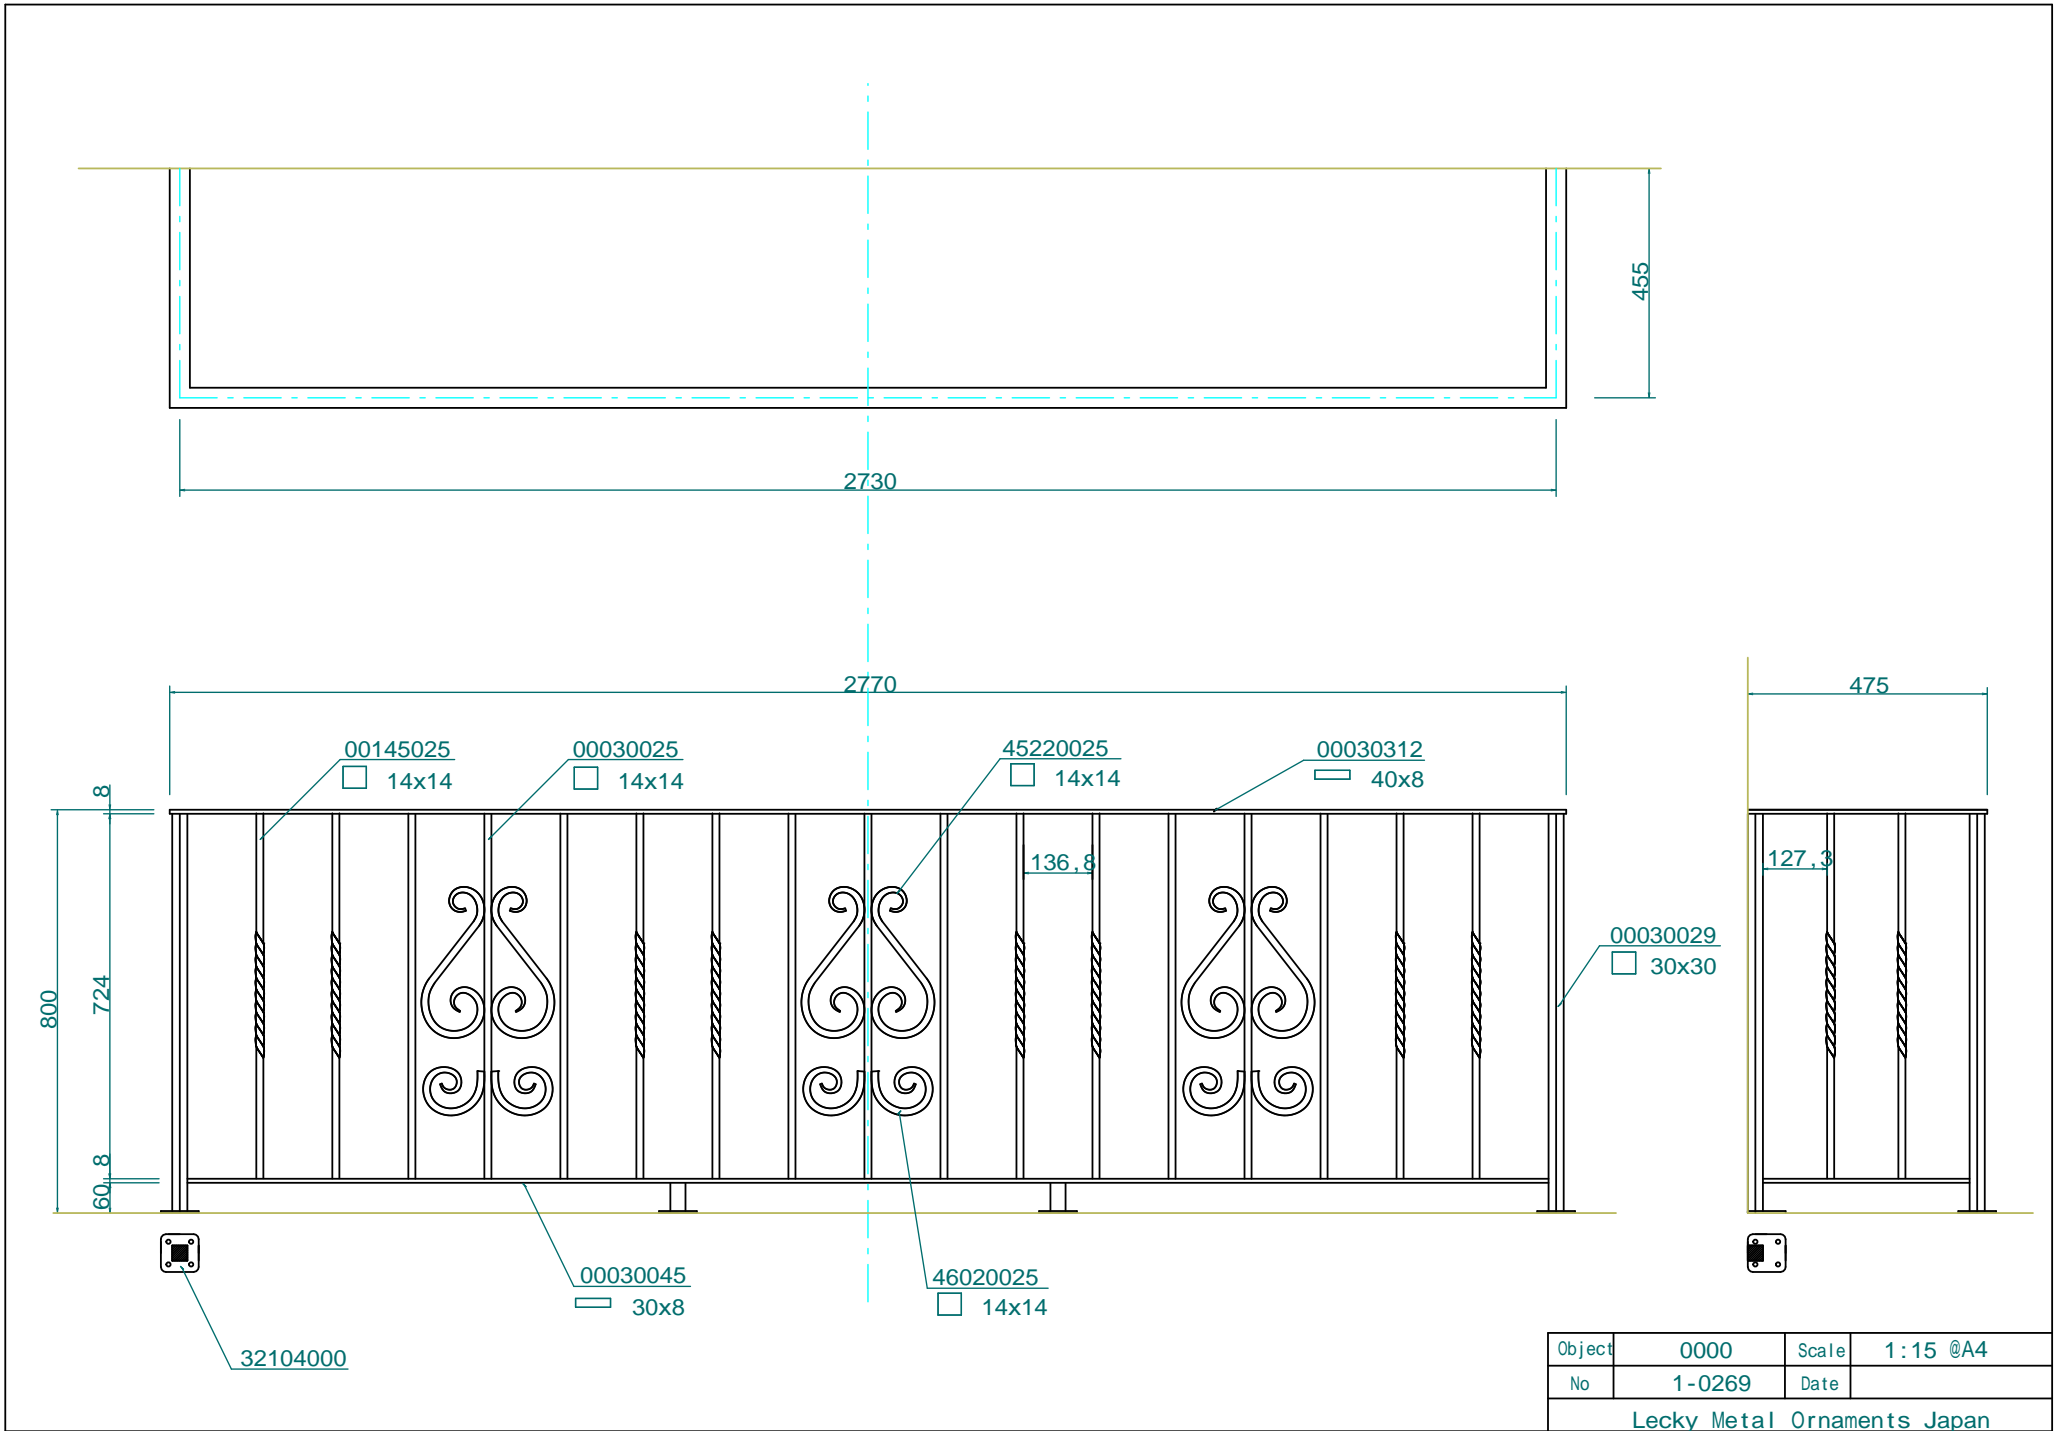 455
2730
2770
475
00145025
14x14
00030025
14x14
45220025
14x14
00030312
40x8
8
136,8
127,3
00030029
30x30
724
800
8
60
00030045
30x8
46020025
14x14
32104000
Object 0000 Scale 1:15 @A4
No 1-0269 Date
Lecky Metal Ornaments Japan